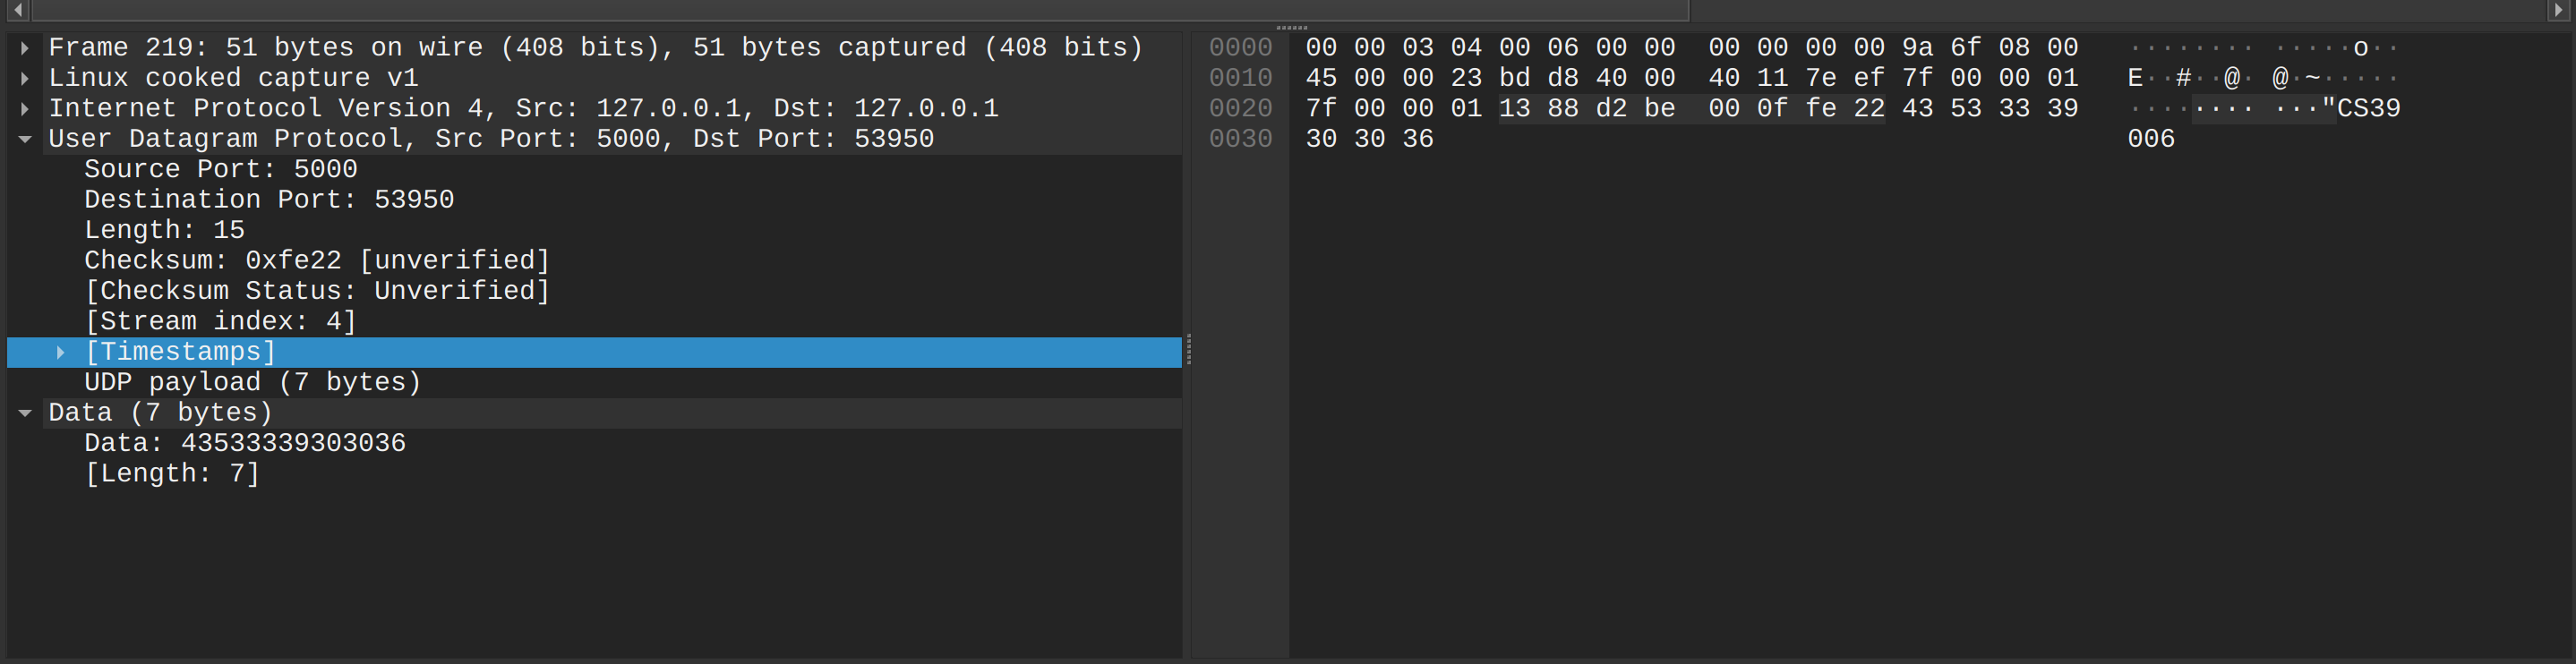 Frame 219: 51 bytes on wire (408 bits), 51 bytes captured (408 bits)
Linux cooked capture v1
Internet Protocol Version 4, Src: 127.0.0.1, Dst: 127.0.0.1
User Datagram Protocol, Src Port: 5000, Dst Port: 53950
Source Port: 5000
Destination Port: 53950
Length: 15
Checksum: 0xfe22 [unverified]
[Checksum Status: Unverified]
[Stream index: 4]
[Timestamps]
UDP payload (7 bytes)
Data (7 bytes)
Data: 43533339303036
[Length: 7]
0000 00 00 03 04 00 06 00 00 00 00 00 00 9a 6f 08 00 ········ ·····o··
0010 45 00 00 23 bd d8 40 00 40 11 7e ef 7f 00 00 01 E··#··@· @·~·····
0020 7f 00 00 01 13 88 d2 be 00 0f fe 22 43 53 33 39 ········ ···"CS39
0030 30 30 36 006